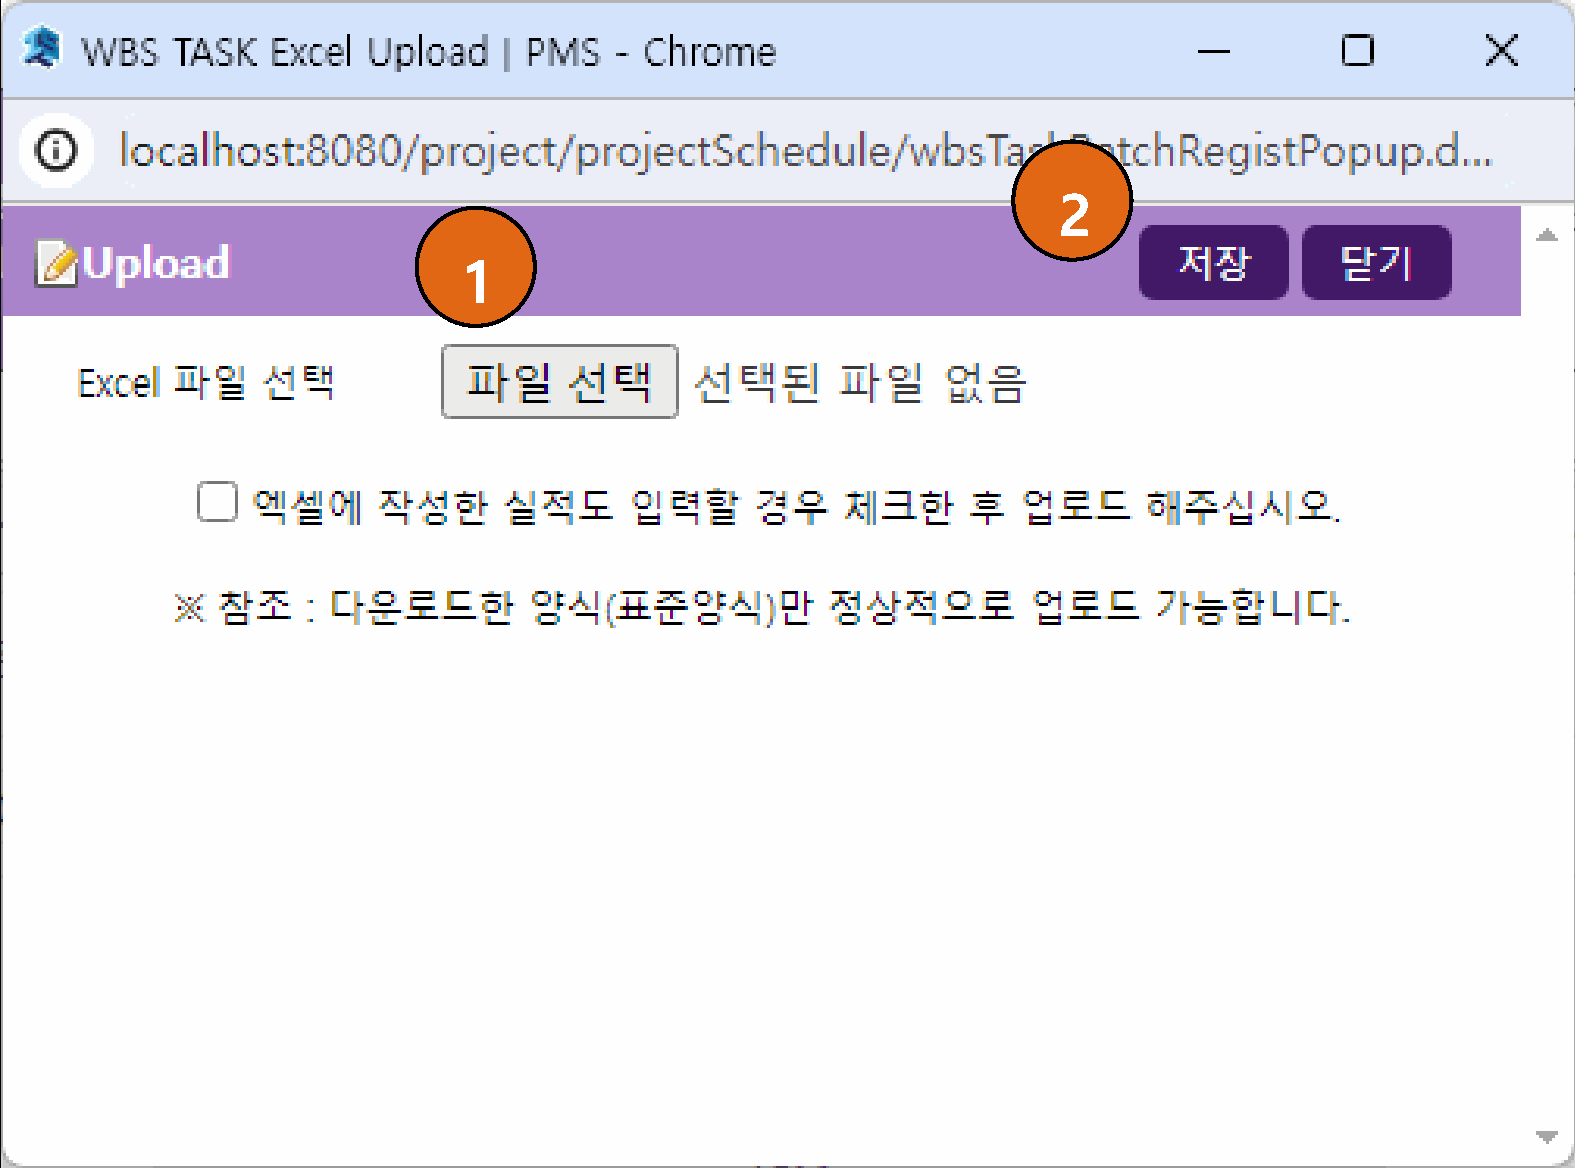 WBS TASK Excel Upload | PMS - Chrome
localhost:8080/project/projectSchedule/wbsTa tchRegistPopup.d...
2
1
Upload
저장 닫기
Excel 파일 선택 파일 선택 선택된 파일 없음
엑셀에 작성한 실적도 입력할 경우 체크한 후 업로드 해주십시오.
※ 참조 : 다운로드한 양식(표준양식)만 정상적으로 업로드 가능합니다.